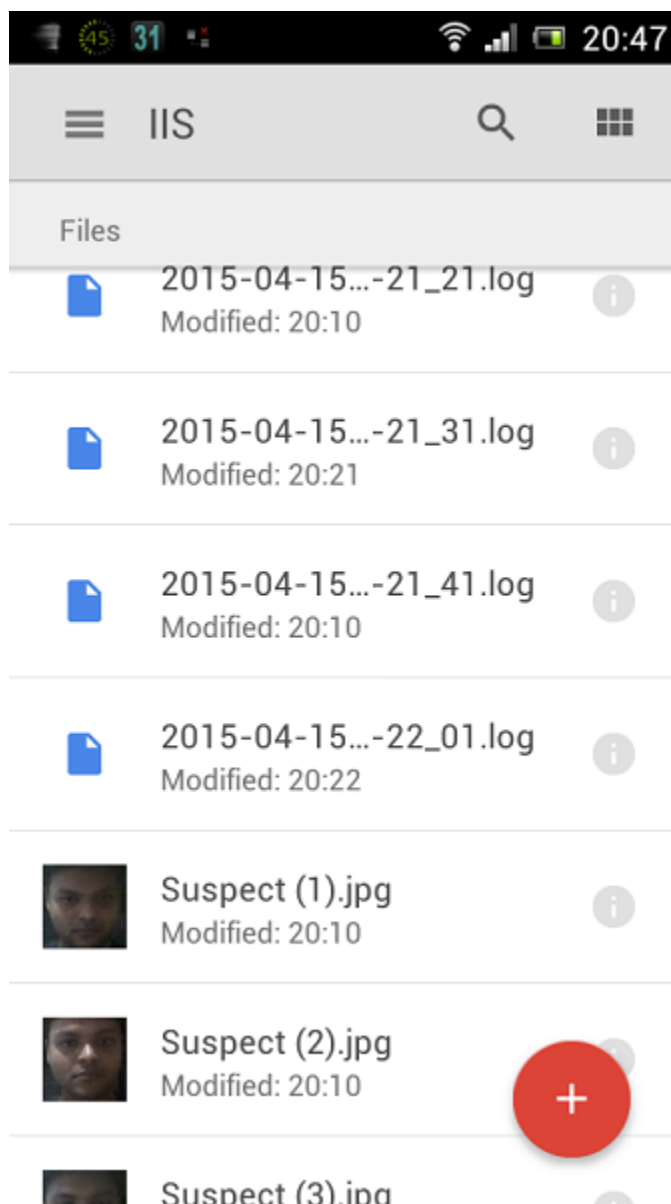 45 31 20:47
IIS
Files
2015-04-15...-21_21.log
Modified: 20:10
2015-04-15...-21_31.log
Modified: 20:21
2015-04-15...-21_41.log
Modified: 20:10
2015-04-15...-22_01.log
Modified: 20:22
Suspect (1).jpg
Modified: 20:10
Suspect (2).jpg
Modified: 20:10
Suspect (3).jpg